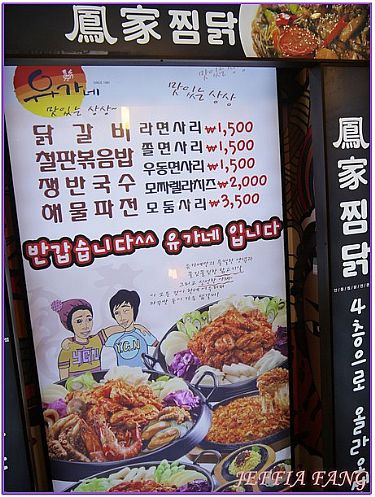 鳳家찜닭
유가네
SINCE 1981
맛있는 상상~
맛있는 상상
닭갈비 라면사리 ₩1,500
철판볶음밥 쫄면사리 ₩1,500
쟁반국수 우동면사리 ₩1,500
해물파전 모짜렐라치즈 ₩2,000
모둠사리 ₩3,500
반갑습니다^^ 유가네 입니다
YGN
Y.G.N
鳳家찜닭
4층으로 올라
JEFFIA FANG